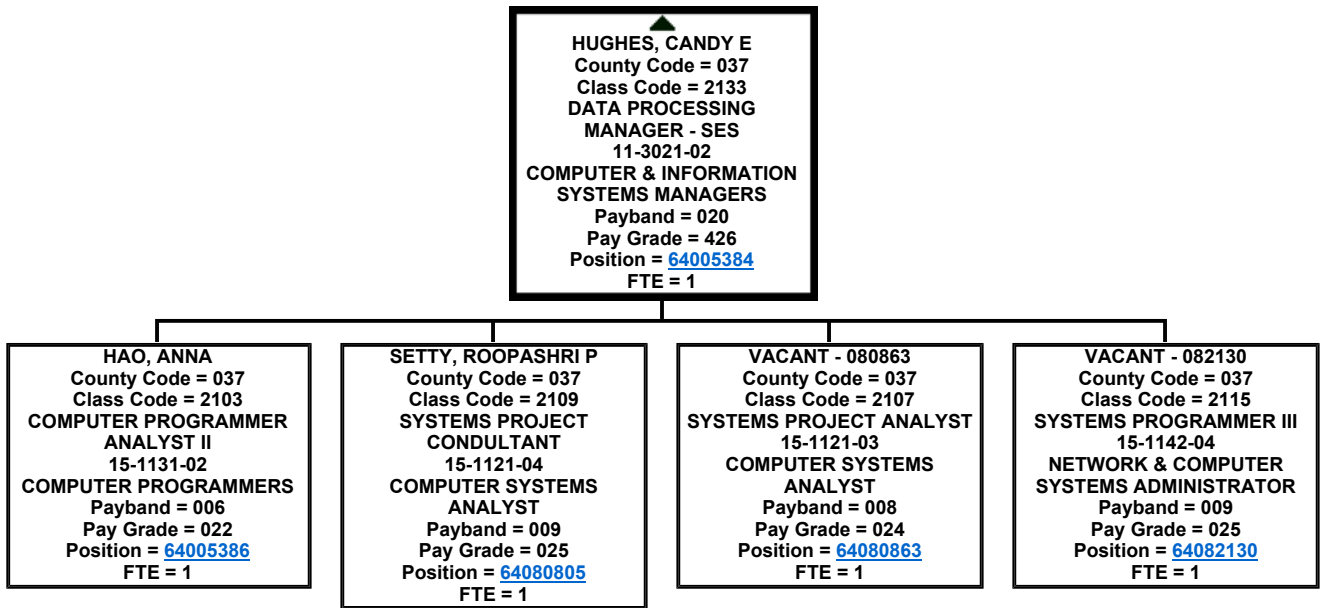 HUGHES, CANDY E
County Code = 037
Class Code = 2133
DATA PROCESSING
MANAGER - SES
11-3021-02
COMPUTER & INFORMATION
SYSTEMS MANAGERS
Payband = 020
Pay Grade = 426
Position = 64005384
FTE = 1
HAO, ANNA
County Code = 037
Class Code = 2103
COMPUTER PROGRAMMER
ANALYST II
15-1131-02
COMPUTER PROGRAMMERS
Payband = 006
Pay Grade = 022
Position = 64005386
FTE = 1
SETTY, ROOPASHRI P
County Code = 037
Class Code = 2109
SYSTEMS PROJECT
CONDULTANT
15-1121-04
COMPUTER SYSTEMS
ANALYST
Payband = 009
Pay Grade = 025
Position = 64080805
FTE = 1
VACANT - 080863
County Code = 037
Class Code = 2107
SYSTEMS PROJECT ANALYST
15-1121-03
COMPUTER SYSTEMS
ANALYST
Payband = 008
Pay Grade = 024
Position = 64080863
FTE = 1
VACANT - 082130
County Code = 037
Class Code = 2115
SYSTEMS PROGRAMMER III
15-1142-04
NETWORK & COMPUTER
SYSTEMS ADMINISTRATOR
Payband = 009
Pay Grade = 025
Position = 64082130
FTE = 1